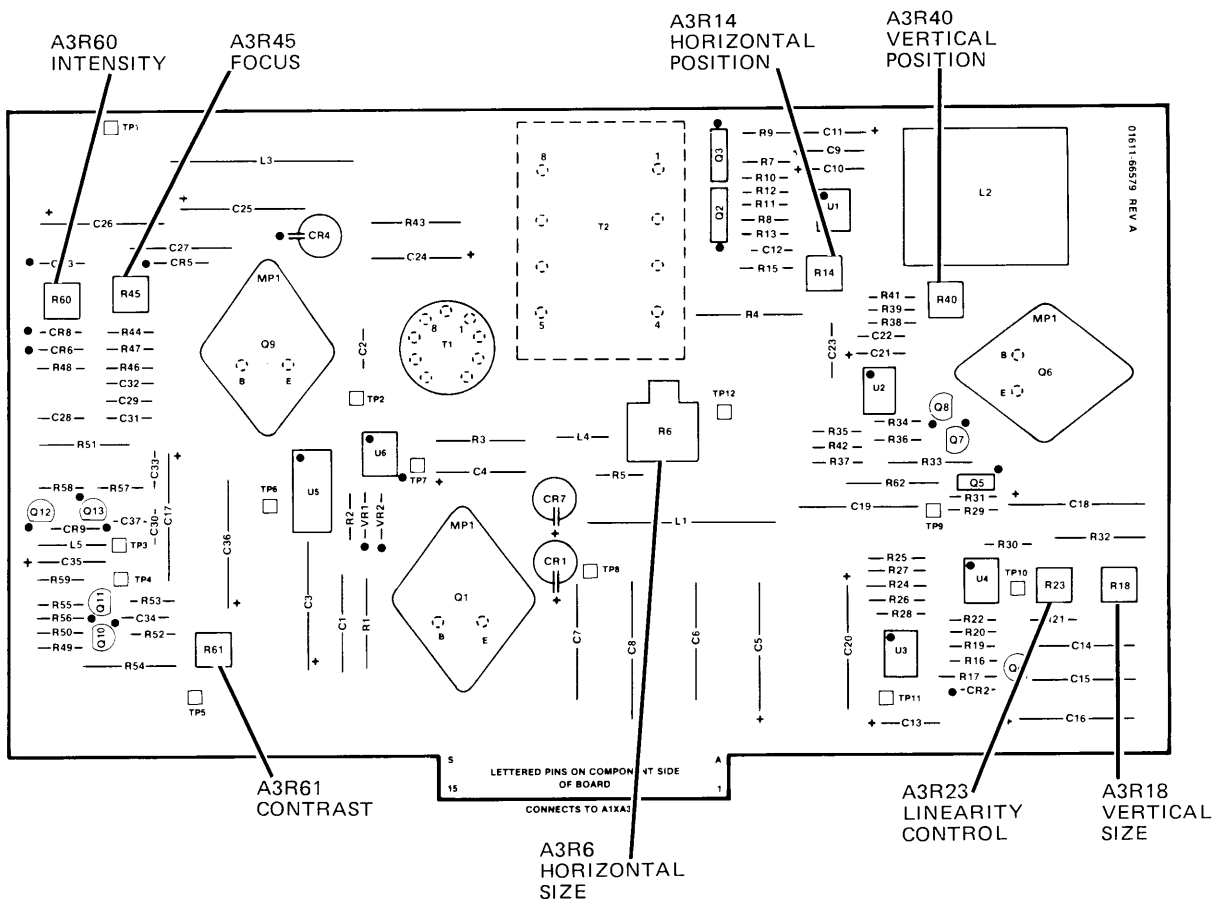 A3R60
INTENSITY
A3R45
FOCUS
A3R14
HORIZONTAL
POSITION
A3R40
VERTICAL
POSITION
TP1
L3
C26
C25
C27
CR5
CR4
R43
C24
R60
R45
CR8
CR6
R48
R44
R47
R46
C32
C29
C31
C28
R51
MP1
Q9
B
E
C2
TP2
8
1
T1
8
1
T2
5
4
Q3
Q2
R9
R7
R10
R12
R11
R8
R13
C12
R15
C11
C9
C10
U1
R14
L2
01611-66579 REV A
R4
C23
R41
R39
R38
C22
C21
R40
U2
MP1
Q6
B
E
Q8
Q7
R34
R36
R35
R42
R37
R33
R62
Q5
R31
R29
C19
TP9
C18
R32
R30
TP12
R6
L4
R5
R3
C4
U6
TP7
U5
TP6
R2
VR1
VR2
C33
C17
C36
R58
R57
Q12
Q13
CR9
C37
C30
L5
TP3
C35
R59
TP4
R55
R56
R50
R49
Q11
Q10
R53
C34
R52
R54
R61
TP5
C3
C1
R1
MP1
Q1
B
E
CR7
CR1
L1
TP8
C7
C8
C6
C5
C20
R25
R27
R24
R26
R28
U4
TP10
R23
R18
R22
R20
R19
R16
R17
CR2
U3
TP11
C13
C14
C15
C16
S
A
15
1
LETTERED PINS ON COMPONENT SIDE
OF BOARD
CONNECTS TO A1XA3
A3R61
CONTRAST
A3R6
HORIZONTAL
SIZE
A3R23
LINEARITY
CONTROL
A3R18
VERTICAL
SIZE